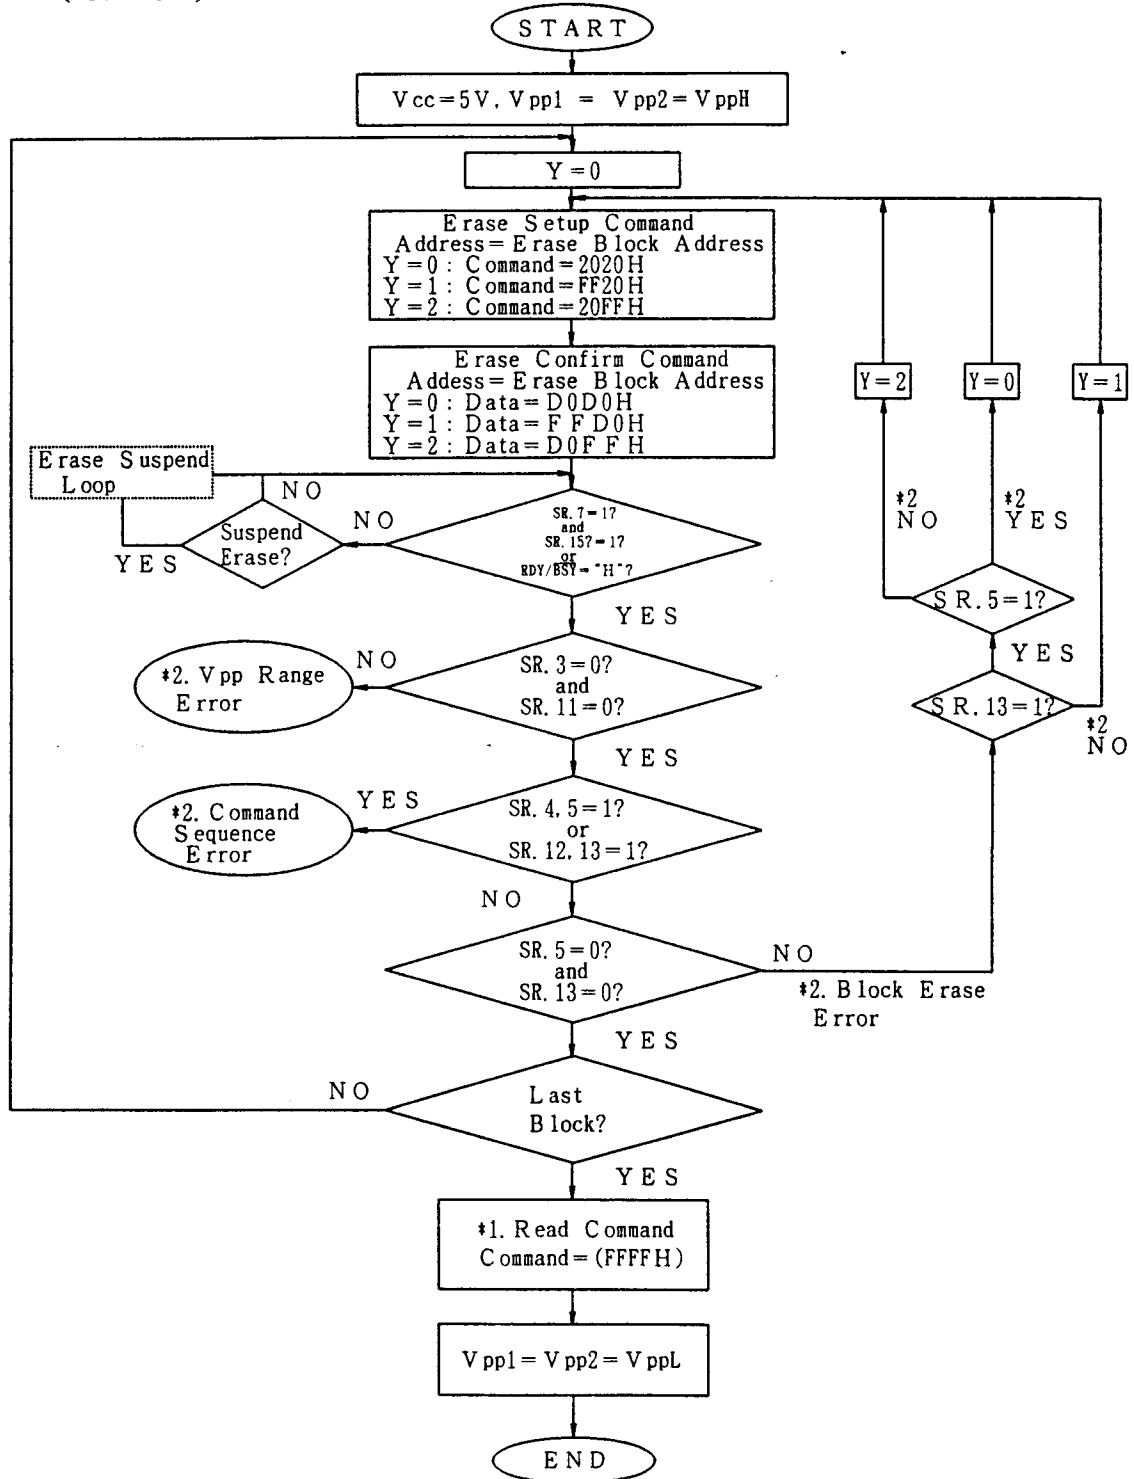 START
Vcc=5V, Vpp1 = Vpp2=VppH
Y=0
Erase Setup Command
Address=Erase Block Address
Y=0: Command=2020H
Y=1: Command=FF20H
Y=2: Command=20FFH
Erase Confirm Command
Addess=Erase Block Address
Y=0: Data=D0D0H
Y=1: Data=FFD0H
Y=2: Data=D0FFH
Y=2
Y=0
Y=1
Erase Suspend
Loop
NO
Suspend
Erase?
YES
NO
SR.7=1?
and
SR.15?=1?
or
RDY/BSY="H"?
YES
*2
NO
*2
YES
SR.5=1?
YES
SR.13=1?
*2
NO
*2. Vpp Range
Error
NO
SR.3=0?
and
SR.11=0?
YES
*2. Command
Sequence
Error
YES
SR.4,5=1?
or
SR.12,13=1?
NO
SR.5=0?
and
SR.13=0?
NO
*2. Block Erase
Error
YES
NO
Last
Block?
YES
*1. Read Command
Command=(FFFFH)
Vpp1=Vpp2=VppL
END